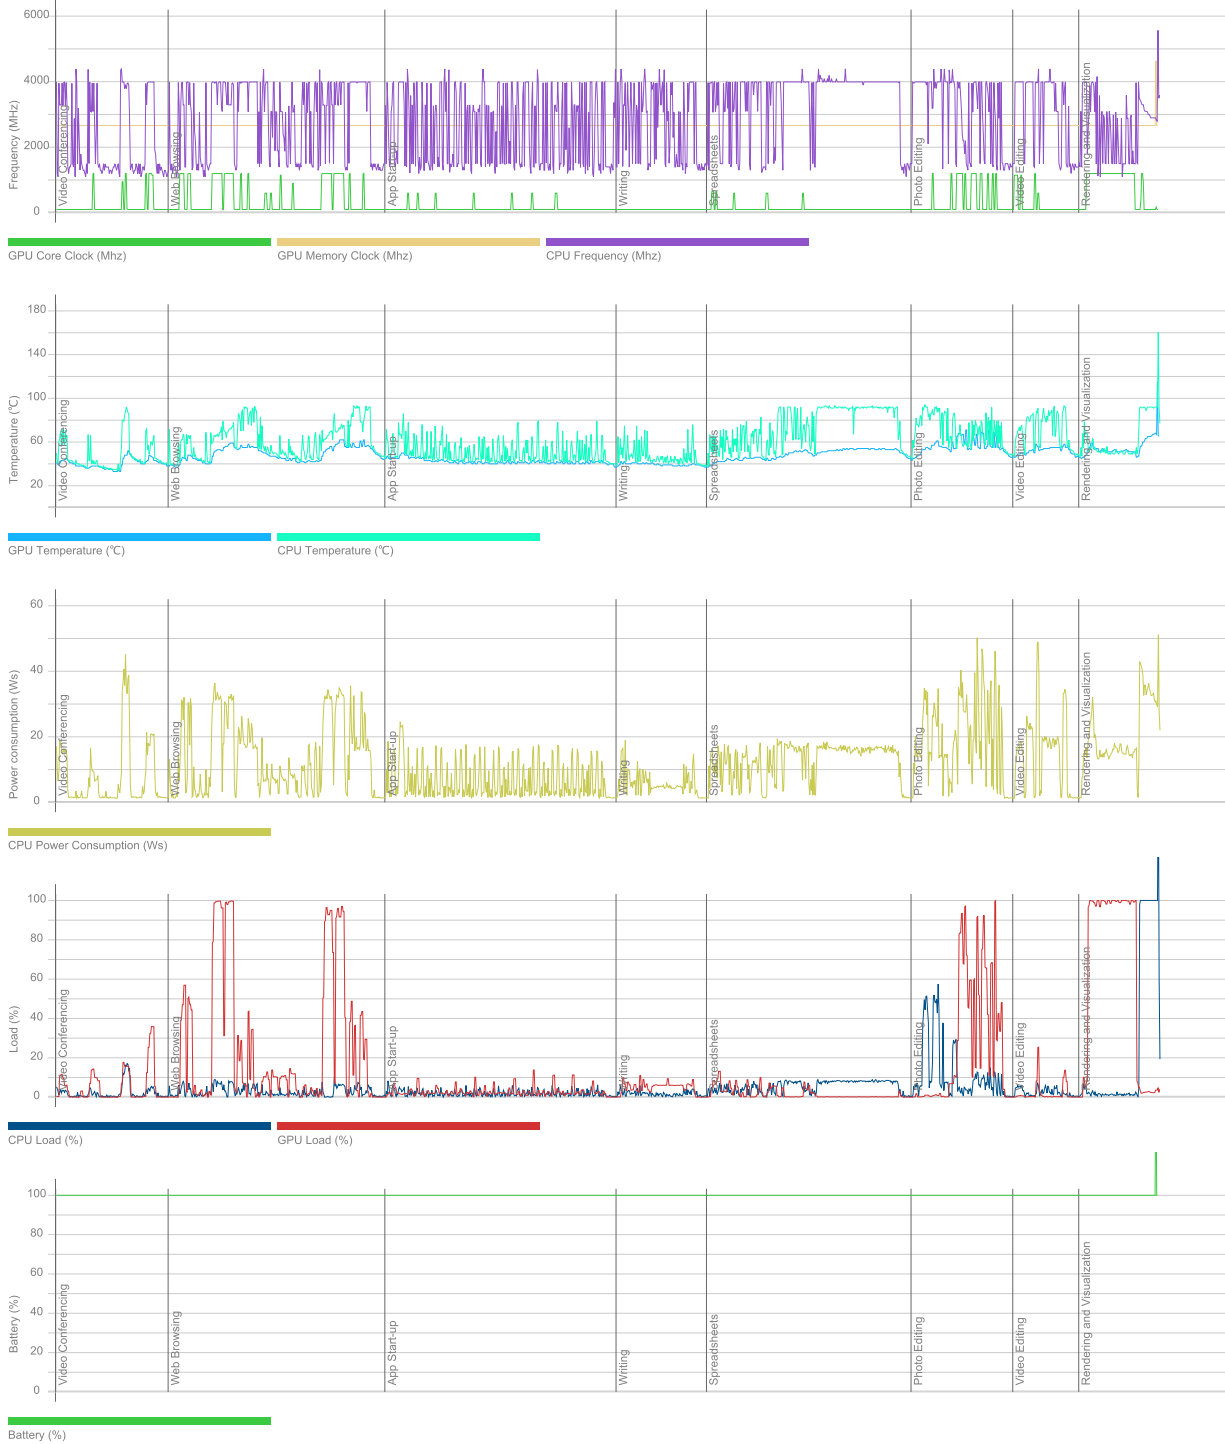 6000
4000
2000
0
Frequency (MHz)
Video Conferencing
Web Browsing
App Start-up
Writing
Spreadsheets
Photo Editing
Video Editing
Rendering and Visualization
GPU Core Clock (Mhz)
GPU Memory Clock (Mhz)
CPU Frequency (Mhz)
180
140
100
60
20
Temperature (°C)
Video Conferencing
Web Browsing
App Start-up
Writing
Spreadsheets
Photo Editing
Video Editing
Rendering and Visualization
GPU Temperature (°C)
CPU Temperature (°C)
60
40
20
0
Power consumption (Ws)
Video Conferencing
Web Browsing
App Start-up
Writing
Spreadsheets
Photo Editing
Video Editing
Rendering and Visualization
CPU Power Consumption (Ws)
100
80
60
40
20
0
Load (%)
Video Conferencing
Web Browsing
App Start-up
Writing
Spreadsheets
Photo Editing
Video Editing
Rendering and Visualization
CPU Load (%)
GPU Load (%)
100
80
60
40
20
0
Battery (%)
Video Conferencing
Web Browsing
App Start-up
Writing
Spreadsheets
Photo Editing
Video Editing
Rendering and Visualization
Battery (%)